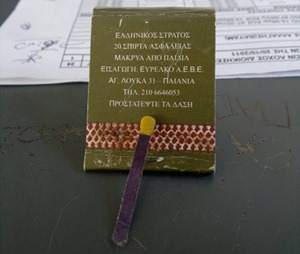 ΕΛΛΗΝΙΚΟΣ ΣΤΡΑΤΟΣ
20 ΣΠΙΡΤΑ ΑΣΦΑΛΕΙΑΣ
ΜΑΚΡΥΑ ΑΠΟ ΠΑΙΔΙΑ
ΕΙΣΑΓΩΓΗ: ΕΥΡΕΛΚΟ Α.Ε.Β.Ε.
ΑΓ. ΛΟΥΚΑ 31 - ΠΑΙΑΝΙΑ
ΤΗΛ: 210 6646053
ΠΡΟΣΤΑΤΕΨΤΕ ΤΑ ΔΑΣΗ